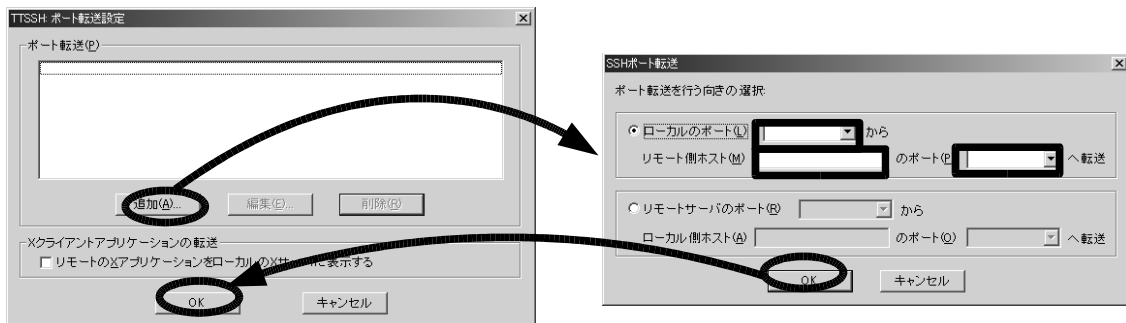 TTSSH: ポート転送設定
ポート転送(P)
追加(A)...
編集(E)...
削除(R)
Xクライアントアプリケーションの転送
リモートのXアプリケーションをローカルのXサーバに表示する
OK
キャンセル
SSHポート転送
ポート転送を行う向きの選択:
ローカルのポート(L) から
リモート側ホスト(M) のポート(P) へ転送
リモートサーバのポート(R) から
ローカル側ホスト(A) のポート(O) へ転送
OK
キャンセル